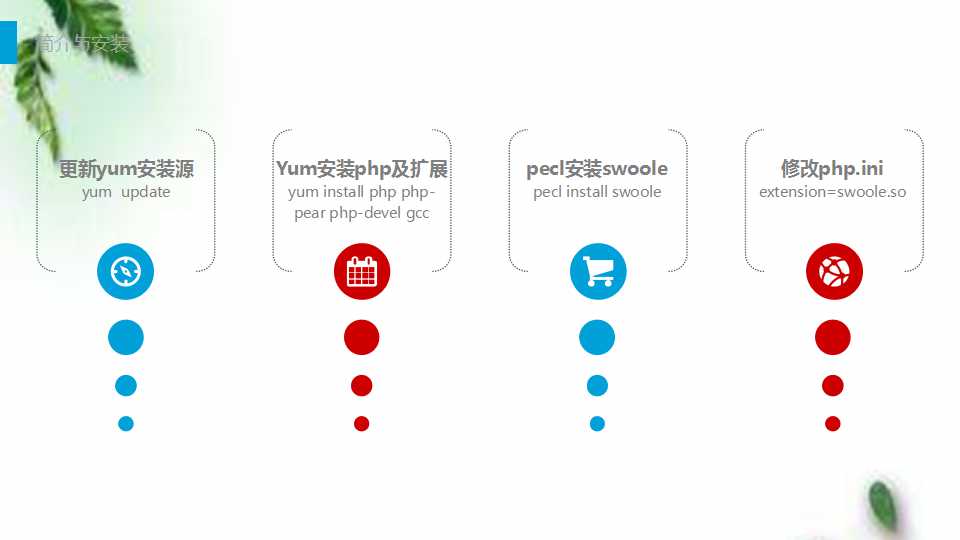 简介与安装
更新yum安装源
yum  update
Yum安装php及扩展
yum install php php-
pear php-devel gcc
pecl安装swoole
pecl install swoole
修改php.ini
extension=swoole.so